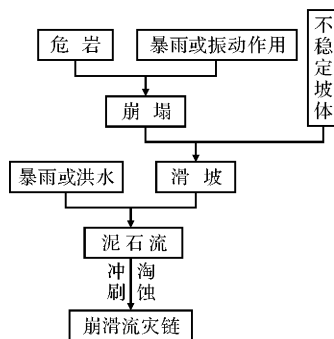 危岩
暴雨或振动作用
不稳定坡体
崩塌
暴雨或洪水
滑坡
泥石流
冲刷
淘蚀
崩滑流灾链